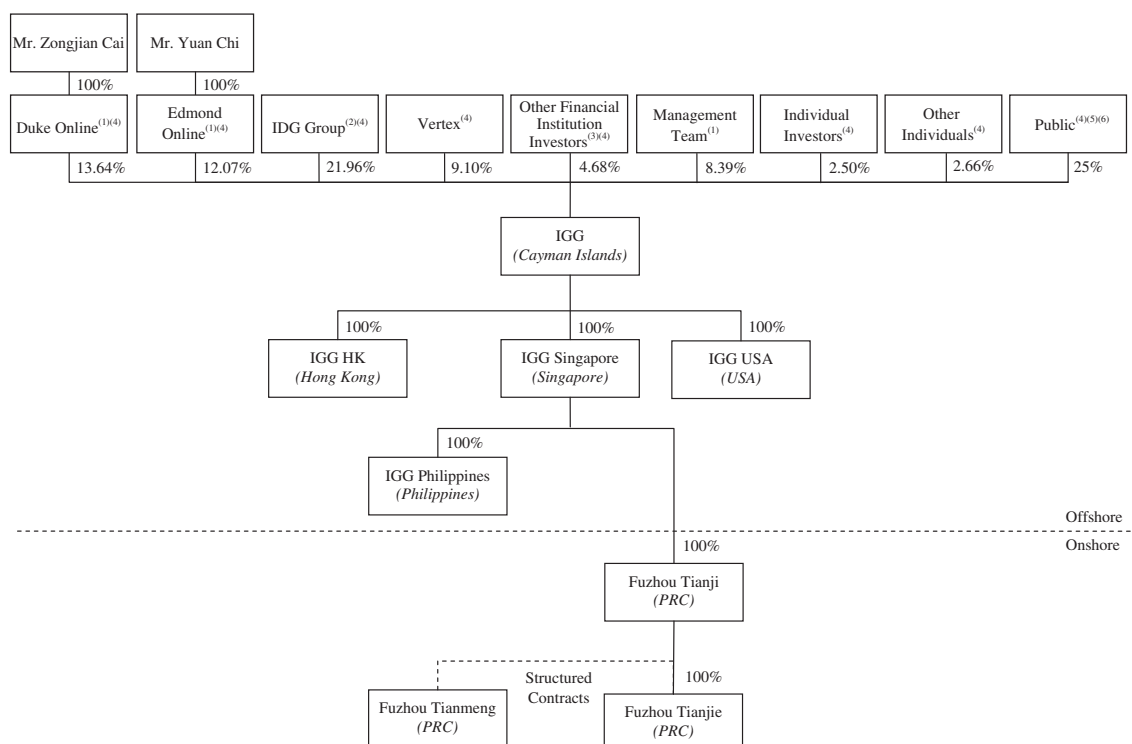 Mr. Zongjian Cai
Mr. Yuan Chi
100%
100%
Duke Online(1)(4)
Edmond
Online(1)(4)
IDG Group(2)(4)
Vertex(4)
Other Financial
Institution
Investors(3)(4)
Management
Team(1)
Individual
Investors(4)
Other
Individuals(4)
Public(4)(5)(6)
13.64%
12.07%
21.96%
9.10%
4.68%
8.39%
2.50%
2.66%
25%
IGG
(Cayman Islands)
100%
100%
100%
IGG HK
(Hong Kong)
IGG Singapore
(Singapore)
IGG USA
(USA)
100%
IGG Philippines
(Philippines)
Offshore
Onshore
100%
Fuzhou Tianji
(PRC)
Structured
Contracts
100%
Fuzhou Tianmeng
(PRC)
Fuzhou Tianjie
(PRC)